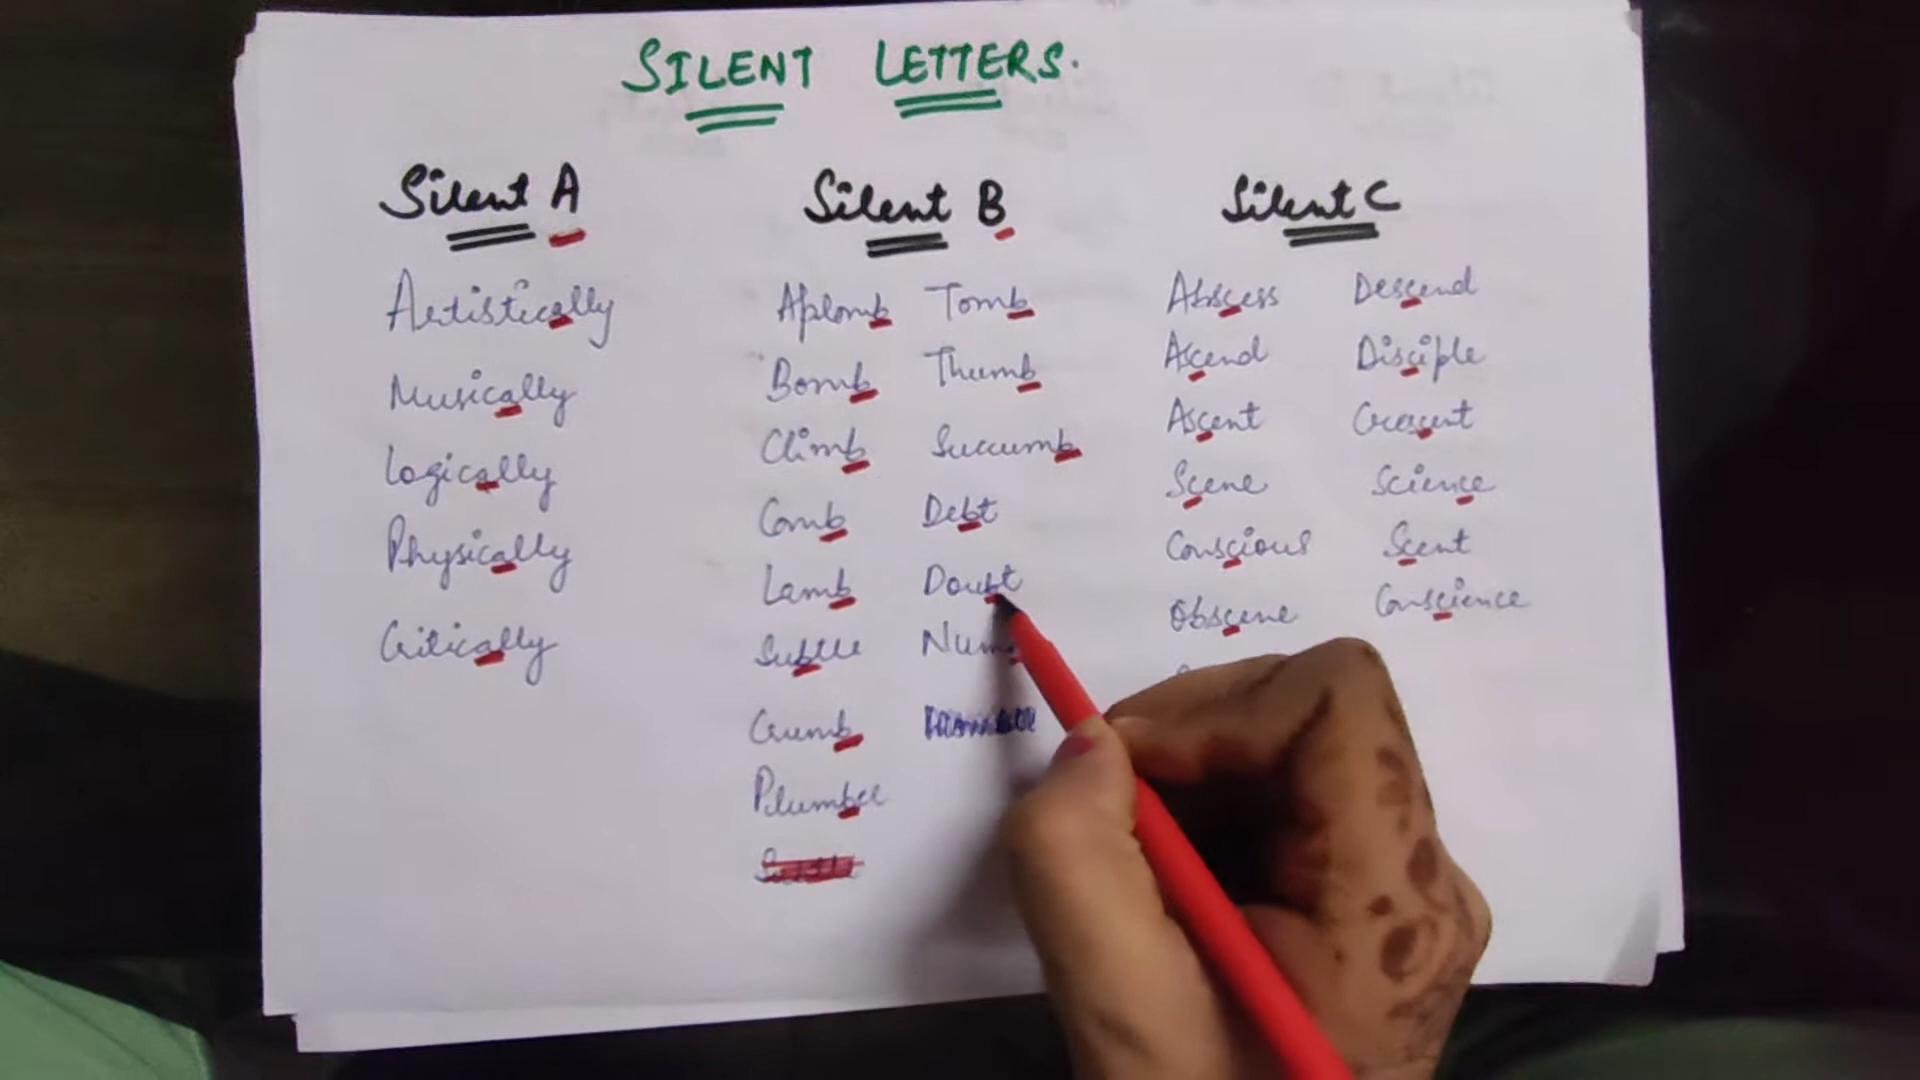 SILENT LETTERS.
Silent A
Artistically
Musically
Logically
Physically
Critically
Silent B
Aplomb Tomb
Bomb Thumb
Climb Succumb
Comb Debt
Lamb Doubt
Subtle
Crumb
Plumber
Silent C
Abscess Descend
Ascend Disciple
Ascent Crescent
Scene Science
Conscious Scent
Obscene Conscience